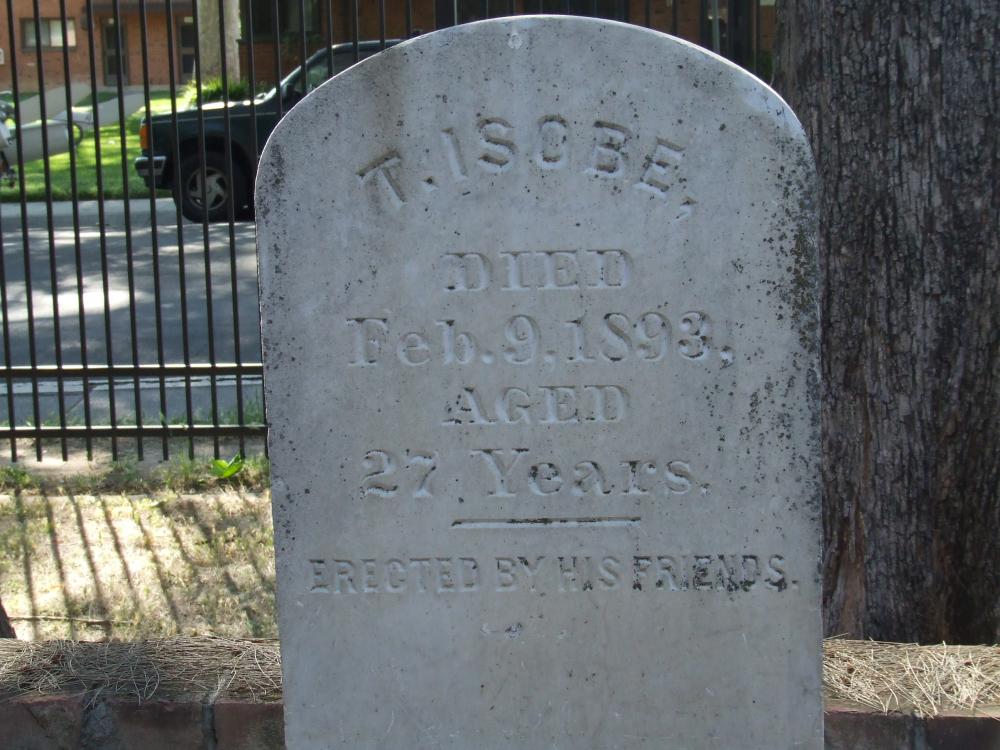 T. ISOBE,
DIED
Feb. 9, 1893,
AGED
27 Years.
ERECTED BY HIS FRIENDS.